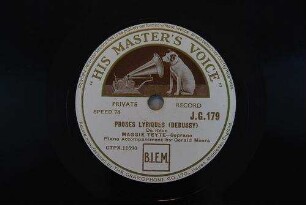 "HIS MASTER'S VOICE"
PRIVATE RECORD
SPEED 78
J.G.179
PROSES LYRIQUES (DEBUSSY)
MAGGIE TEYTE-Soprano
Piano Accompaniment by Gerald Moore
B.I.E.M.